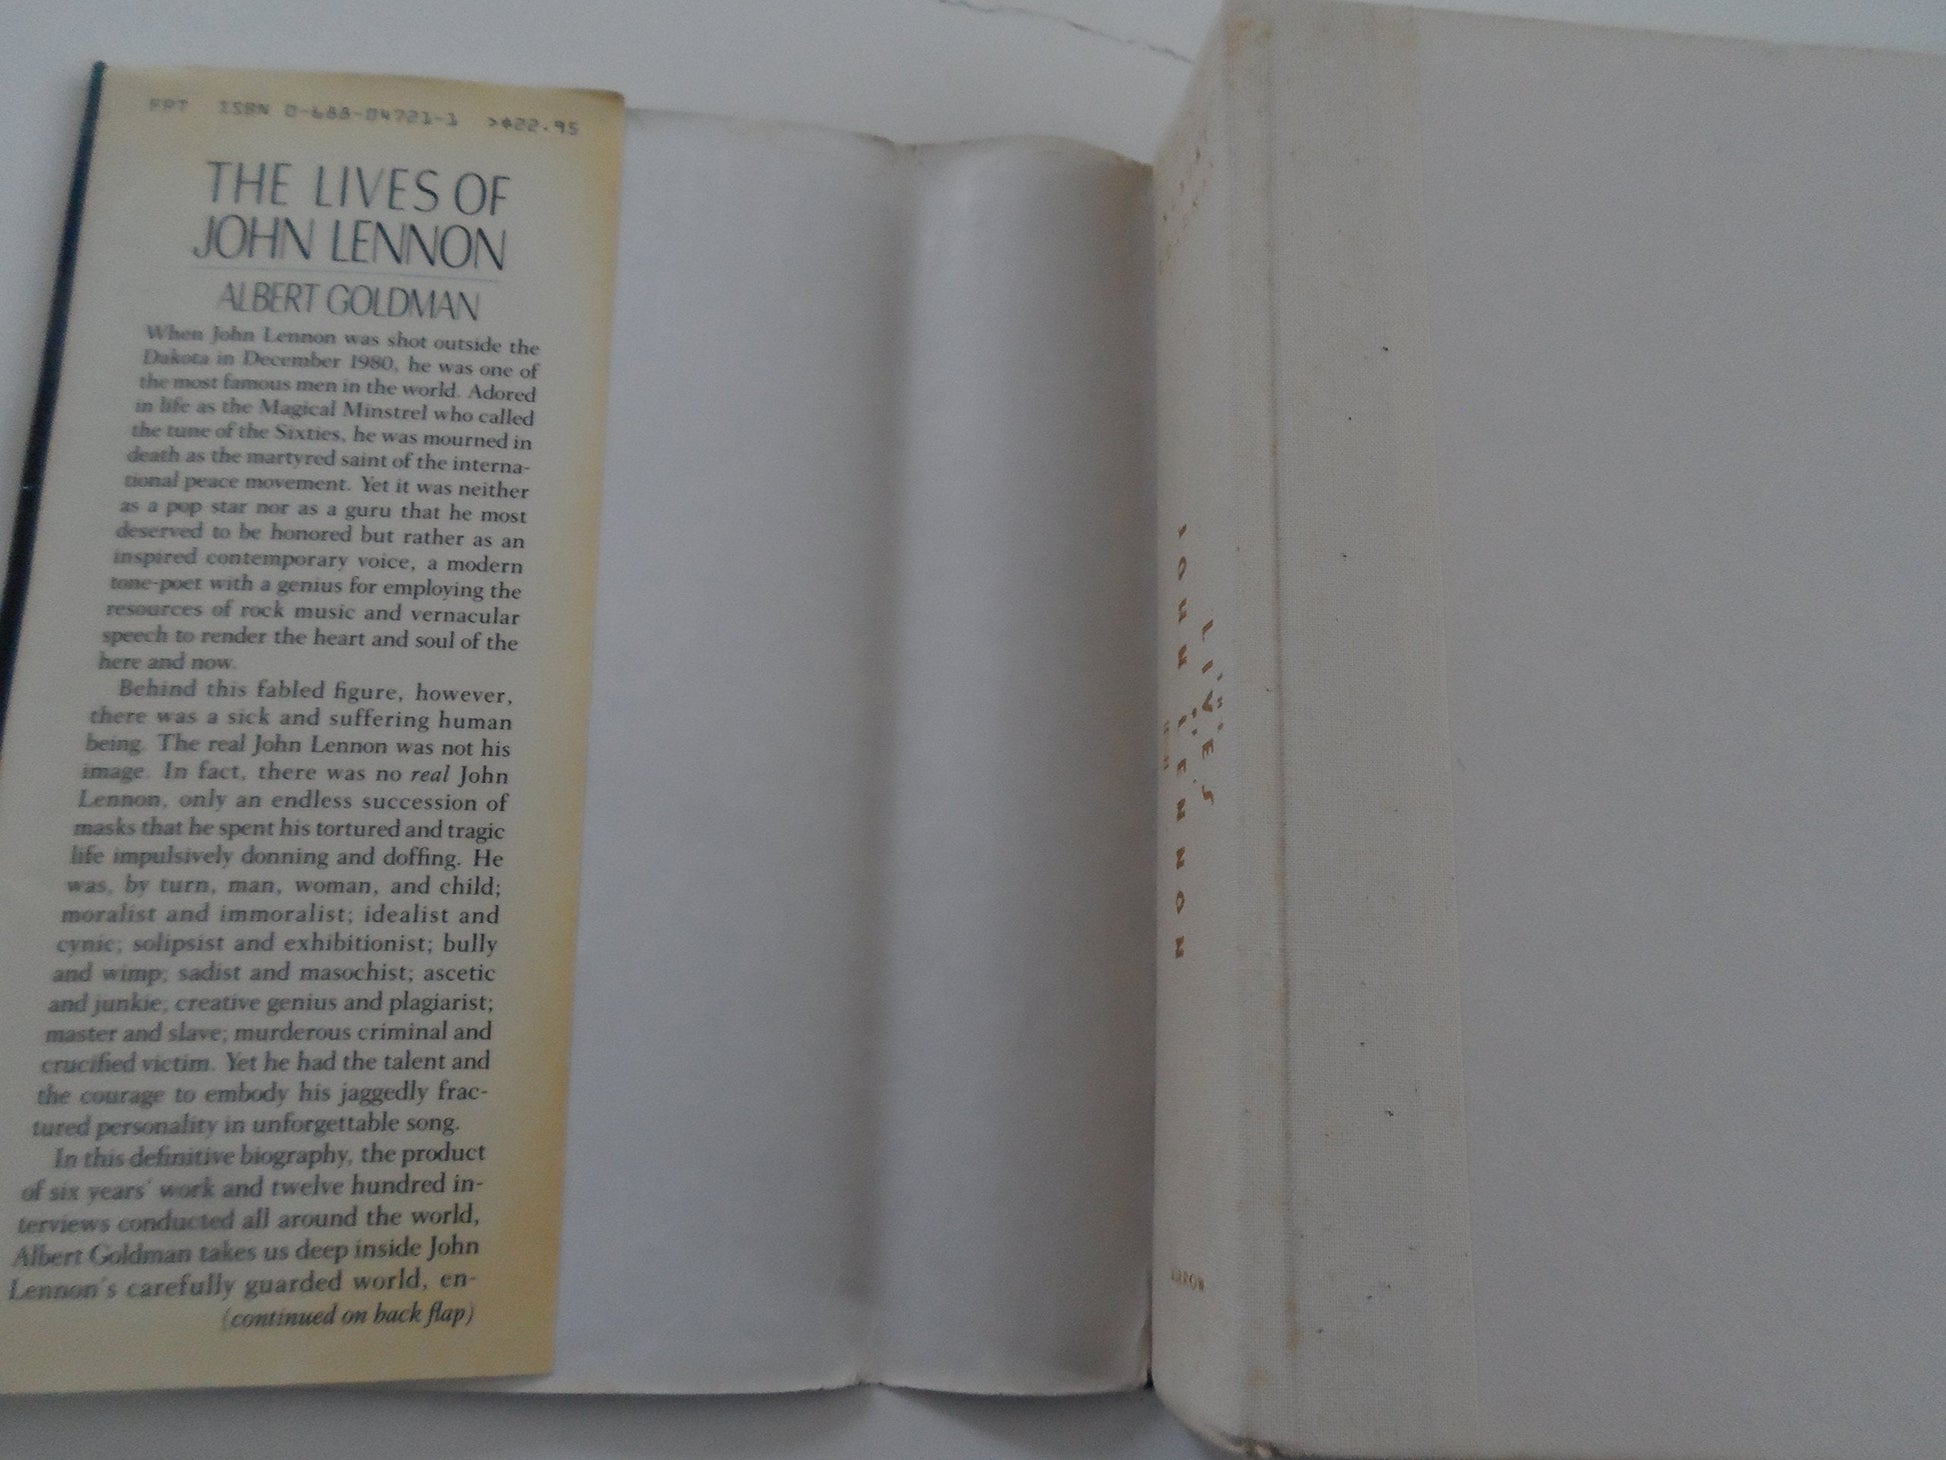 FPT ISBN 0-688-04721-1 >$22.95
THE LIVES OF
JOHN LENNON
ALBERT GOLDMAN
When John Lennon was shot outside the
Dakota in December 1980, he was one of
the most famous men in the world. Adored
in life as the Magical Minstrel who called
the tune of the Sixties, he was mourned in
death as the martyred saint of the interna-
tional peace movement. Yet it was neither
as a pop star nor as a guru that he most
deserved to be honored but rather as an
inspired contemporary voice, a modern
tone-poet with a genius for employing the
resources of rock music and vernacular
speech to render the heart and soul of the
here and now.
Behind this fabled figure, however,
there was a sick and suffering human
being. The real John Lennon was not his
image. In fact, there was no real John
Lennon, only an endless succession of
masks that he spent his tortured and tragic
life impulsively donning and doffing. He
was, by turn, man, woman, and child;
moralist and immoralist; idealist and
cynic; solipsist and exhibitionist; bully
and wimp; sadist and masochist; ascetic
and junkie; creative genius and plagiarist;
master and slave; murderous criminal and
crucified victim. Yet he had the talent and
the courage to embody his jaggedly frac-
tured personality in unforgettable song.
In this definitive biography, the product
of six years' work and twelve hundred in-
terviews conducted all around the world,
Albert Goldman takes us deep inside John
Lennon's carefully guarded world, en-
(continued on back flap)
LIVES
JOHN LENNON